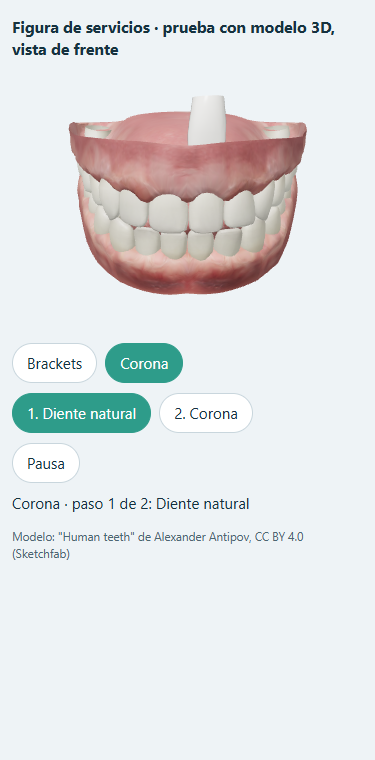 Figura de servicios · prueba con modelo 3D,
vista de frente
Brackets
Corona
1. Diente natural
2. Corona
Pausa
Corona · paso 1 de 2: Diente natural
Modelo: "Human teeth" de Alexander Antipov, CC BY 4.0
(Sketchfab)